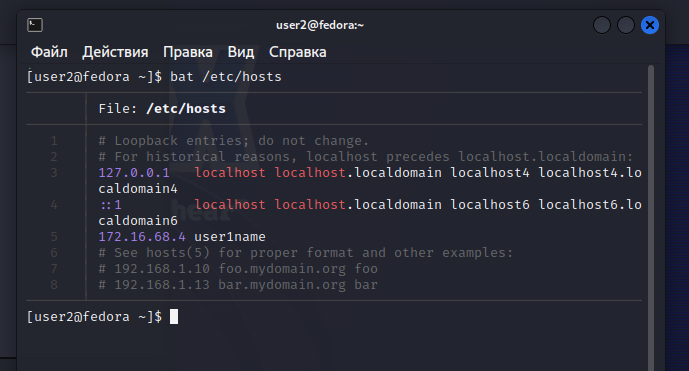 user2@fedora:~
Файл Действия Правка Вид Справка
[user2@fedora ~]$ bat /etc/hosts
File: /etc/hosts
1 # Loopback entries; do not change.
2 # For historical reasons, localhost precedes localhost.localdomain:
3 127.0.0.1 localhost localhost.localdomain localhost4 localhost4.lo
caldomain4
4 ::1 localhost localhost.localdomain localhost6 localhost6.lo
caldomain6
5 172.16.68.4 user1name
6 # See hosts(5) for proper format and other examples:
7 # 192.168.1.10 foo.mydomain.org foo
8 # 192.168.1.13 bar.mydomain.org bar
[user2@fedora ~]$